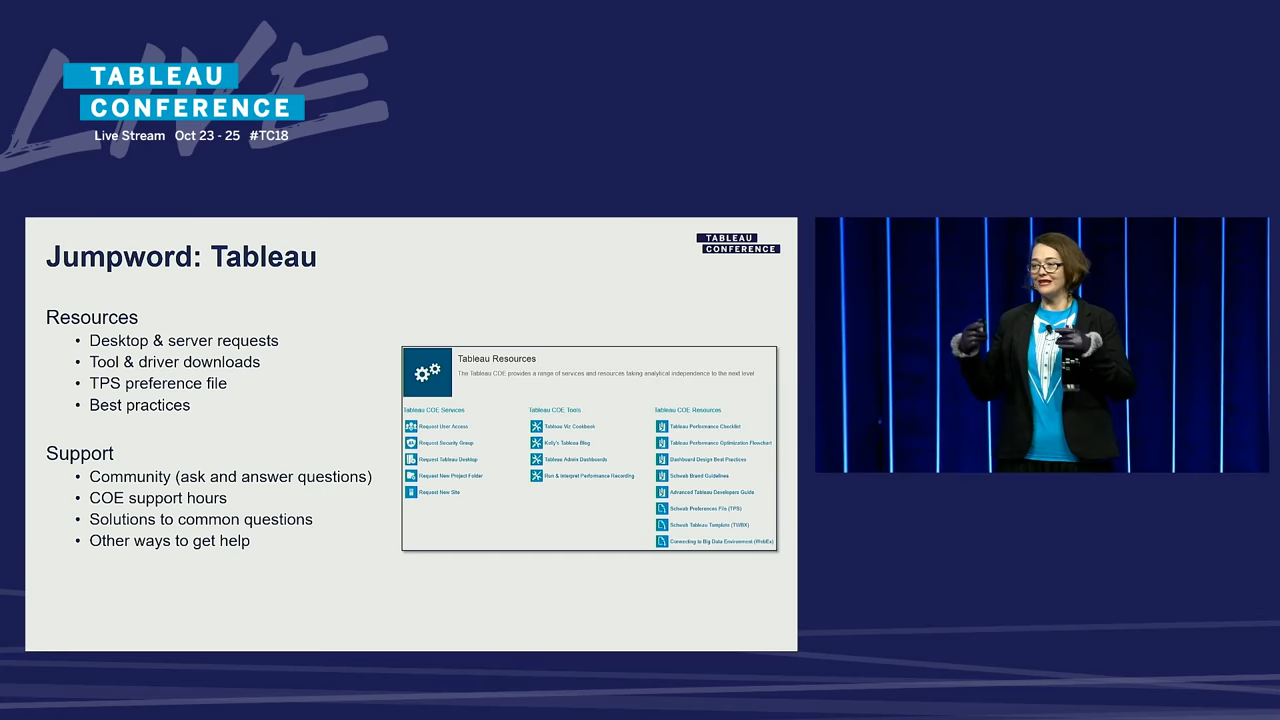 LIVE
TABLEAU
CONFERENCE
Live Stream Oct 23 - 25 #TC18
TABLEAU
CONFERENCE
Jumpword: Tableau
Resources
• Desktop & server requests
• Tool & driver downloads
• TPS preference file
• Best practices
Support
• Community (ask and answer questions)
• COE support hours
• Solutions to common questions
• Other ways to get help
Tableau Resources
The Tableau COE provides a range of services and resources taking analytical independence to the next level
Tableau COE Services
Request User Access
Request Security Group
Request Tableau Desktop
Request New Project Folder
Request New Site
Tableau COE Tools
Tableau Viz Cookbook
Kelly's Tableau Blog
Tableau Admin Dashboards
Run & Interpret Performance Recording
Tableau COE Resources
Tableau Performance Checklist
Tableau Performance Optimization Flowchart
Dashboard Design Best Practices
Schwab Brand Guidelines
Advanced Tableau Developers Guide
Schwab Preferences File (TPS)
Schwab Tableau Template (TWBX)
Connecting to Big Data Environment (WebEx)